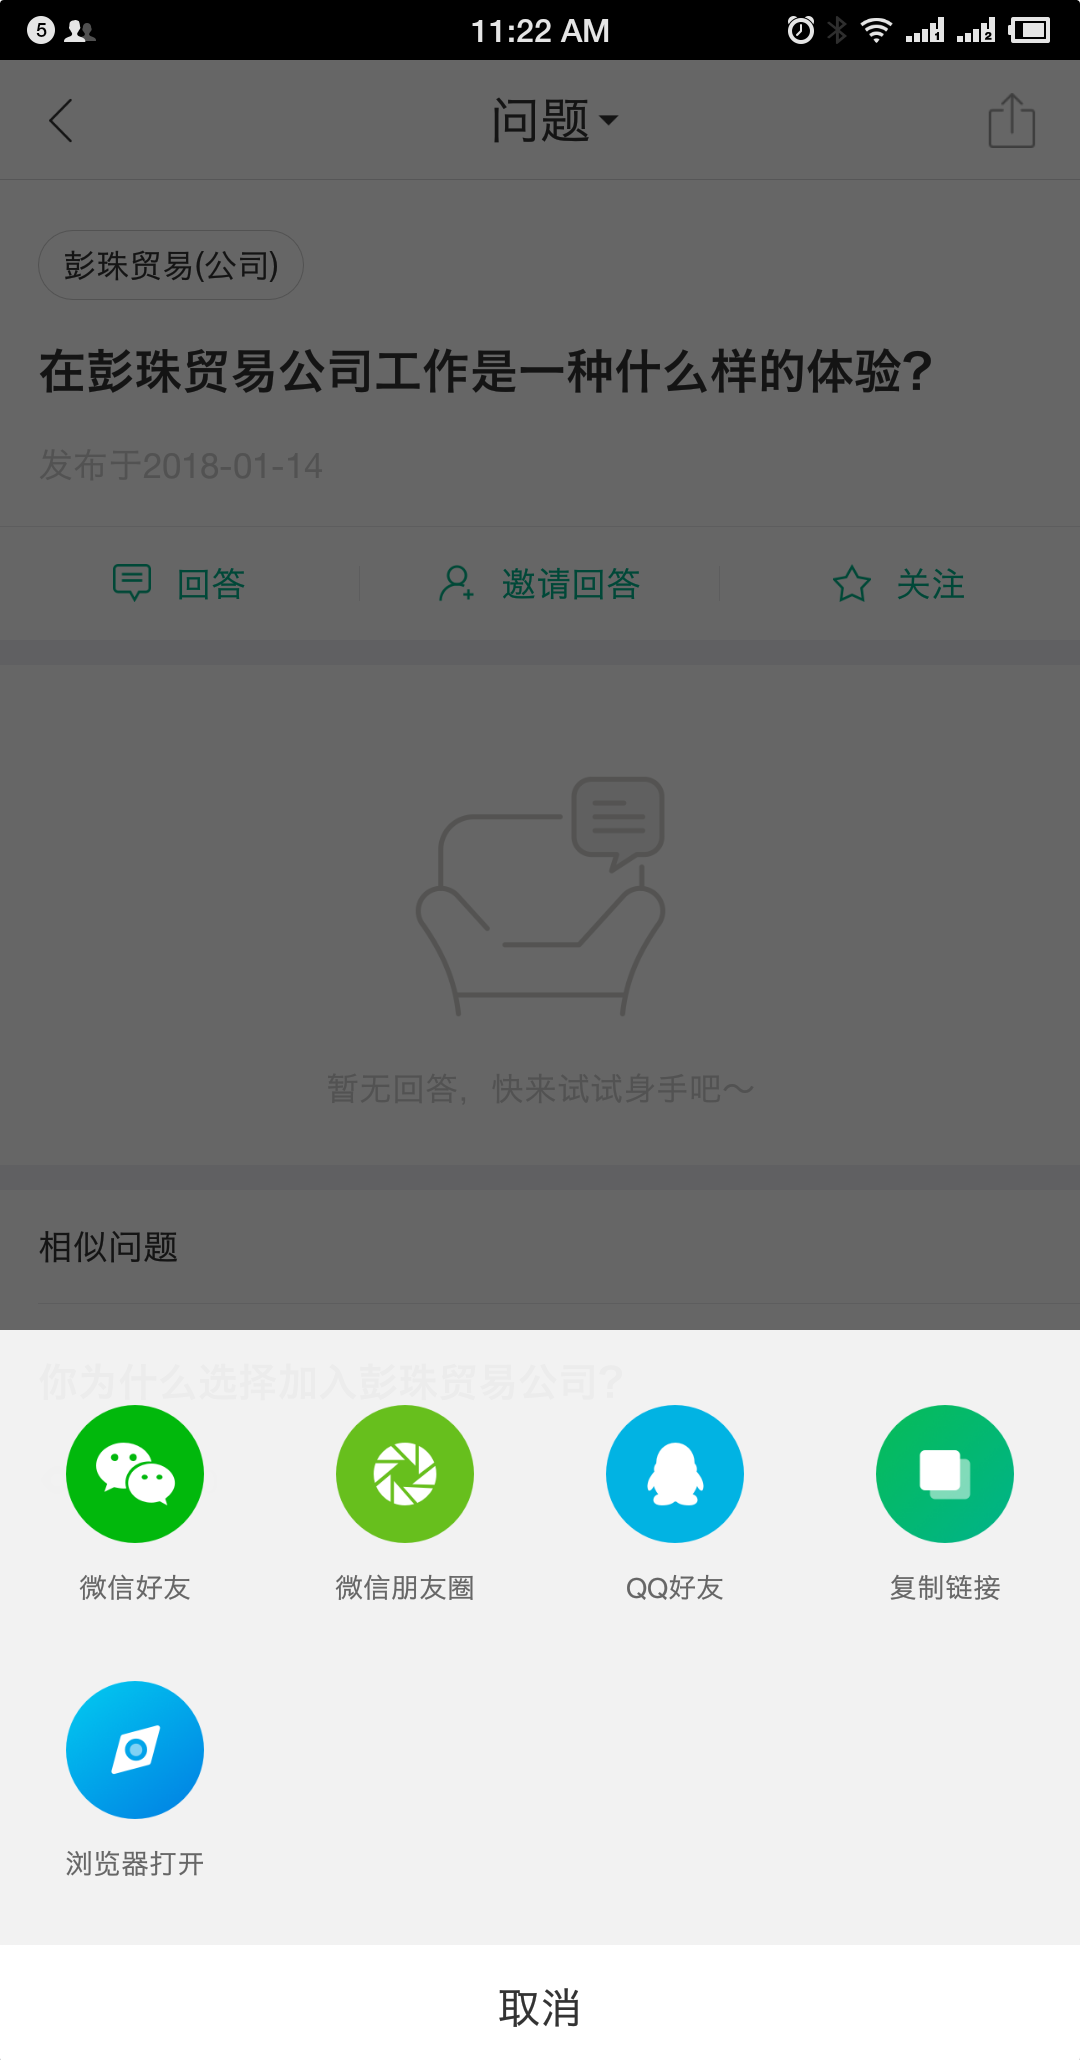 5
11:22 AM
1
2
问题
彭珠贸易(公司)
在彭珠贸易公司工作是一种什么样的体验?
发布于2018-01-14
回答
邀请回答
关注
暂无回答，快来试试身手吧～
相似问题
你为什么选择加入彭珠贸易公司?
微信好友
微信朋友圈
QQ好友
复制链接
浏览器打开
取消